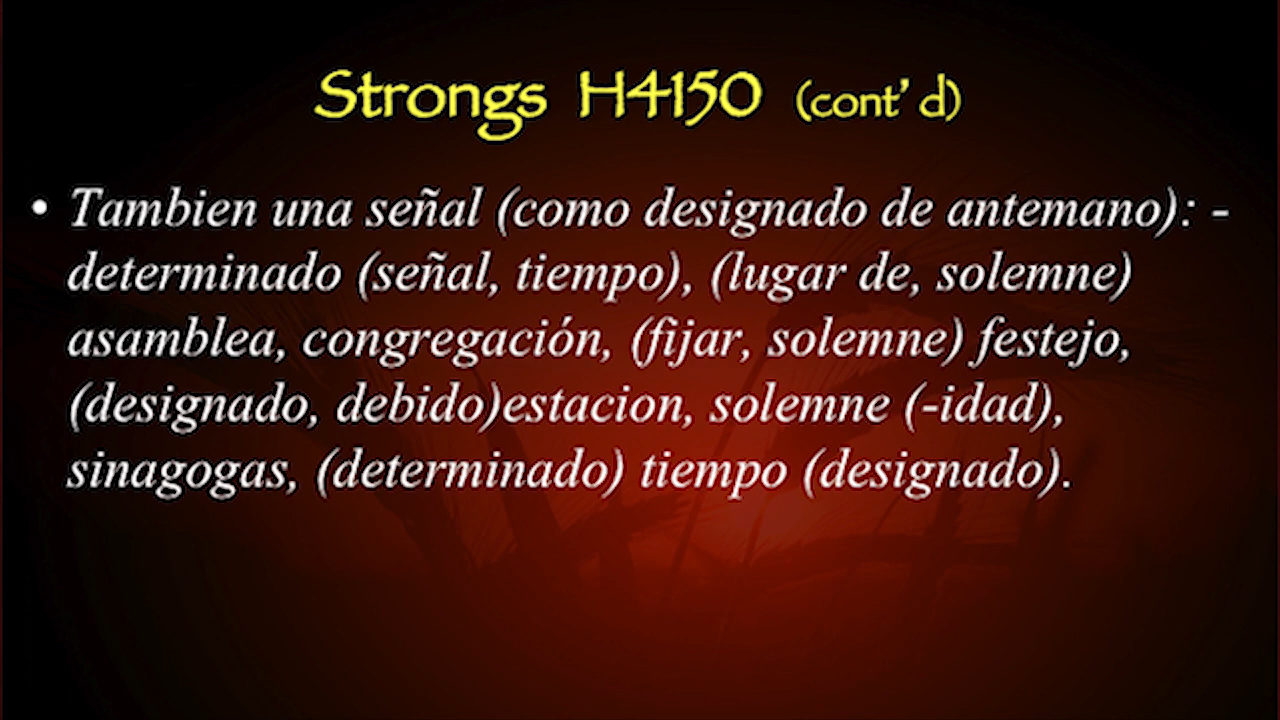 Strongs H4150 (cont'd)
• Tambien una señal (como designado de antemano): -
determinado (señal, tiempo), (lugar de, solemne)
asamblea, congregación, (fijar, solemne) festejo,
(designado, debido)estacion, solemne (-idad),
sinagogas, (determinado) tiempo (designado).